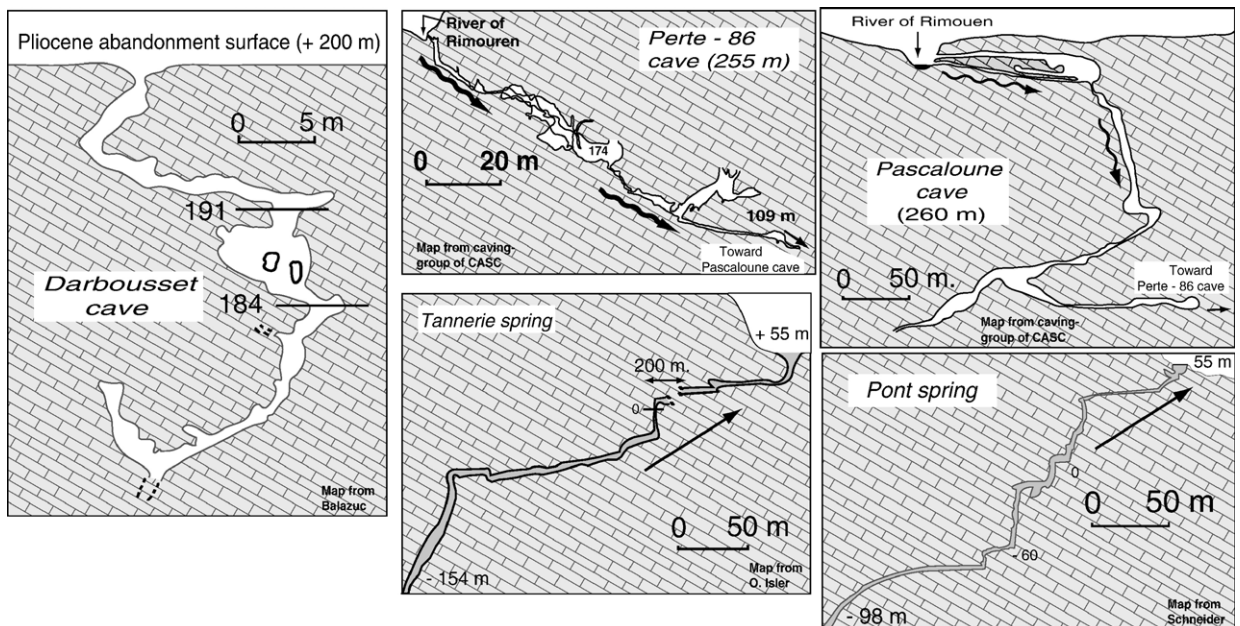 Pliocene abandonment surface (+ 200 m)
0 5 m
191
Darbousset
cave
184
Map from
Balazuc
River of
Rimouren
Perte - 86
cave (255 m)
174
0 20 m
109 m
Map from caving-
group of CASC
Toward
Pascaloune cave
River of Rimouen
Pascaloune
cave
(260 m)
0 50 m.
Toward
Perte - 86 cave
Map from caving-
group of CASC
Tannerie spring
+ 55 m
200 m.
0
0 50 m
- 154 m
Map from
O. Isler
55 m
Pont spring
0
0 50 m
- 60
- 98 m
Map from
Schneider